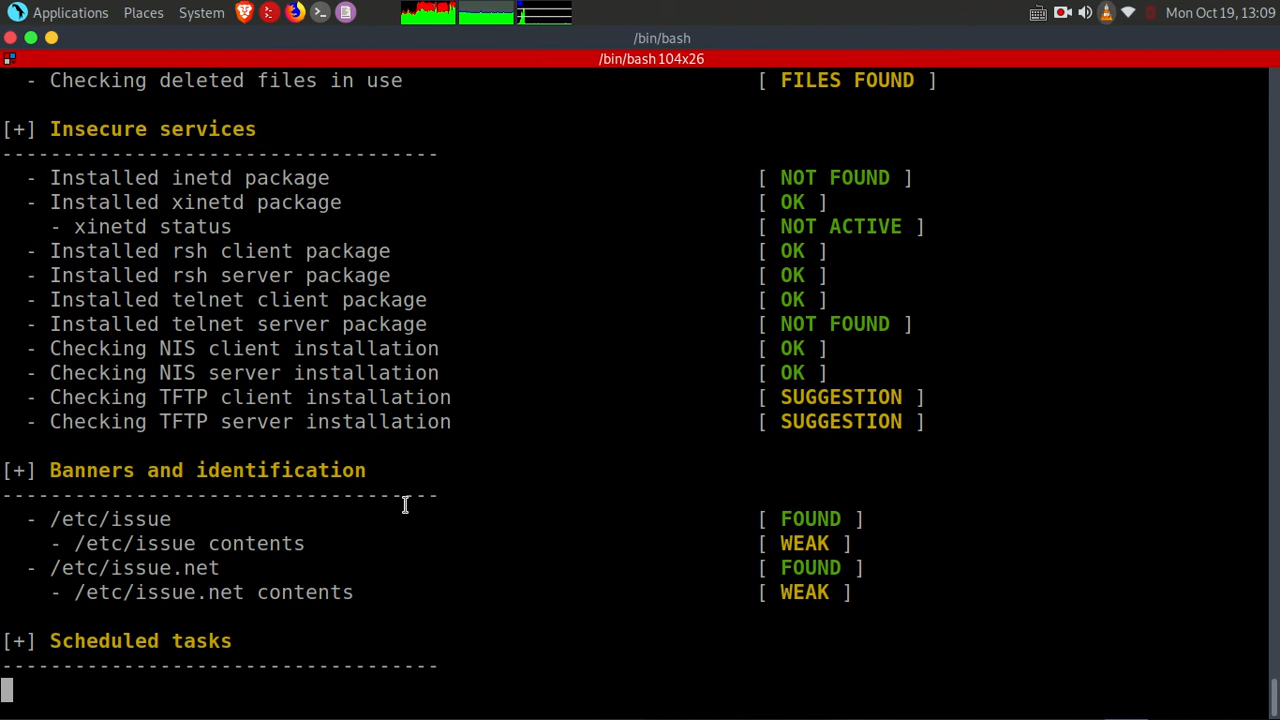 Applications Places System Mon Oct 19, 13:09
/bin/bash
/bin/bash 104x26
- Checking deleted files in use [ FILES FOUND ]
[+] Insecure services
------------------------------------
- Installed inetd package [ NOT FOUND ]
- Installed xinetd package [ OK ]
- xinetd status [ NOT ACTIVE ]
- Installed rsh client package [ OK ]
- Installed rsh server package [ OK ]
- Installed telnet client package [ OK ]
- Installed telnet server package [ NOT FOUND ]
- Checking NIS client installation [ OK ]
- Checking NIS server installation [ OK ]
- Checking TFTP client installation [ SUGGESTION ]
- Checking TFTP server installation [ SUGGESTION ]
[+] Banners and identification
------------------------------------
- /etc/issue [ FOUND ]
- /etc/issue contents [ WEAK ]
- /etc/issue.net [ FOUND ]
- /etc/issue.net contents [ WEAK ]
[+] Scheduled tasks
------------------------------------